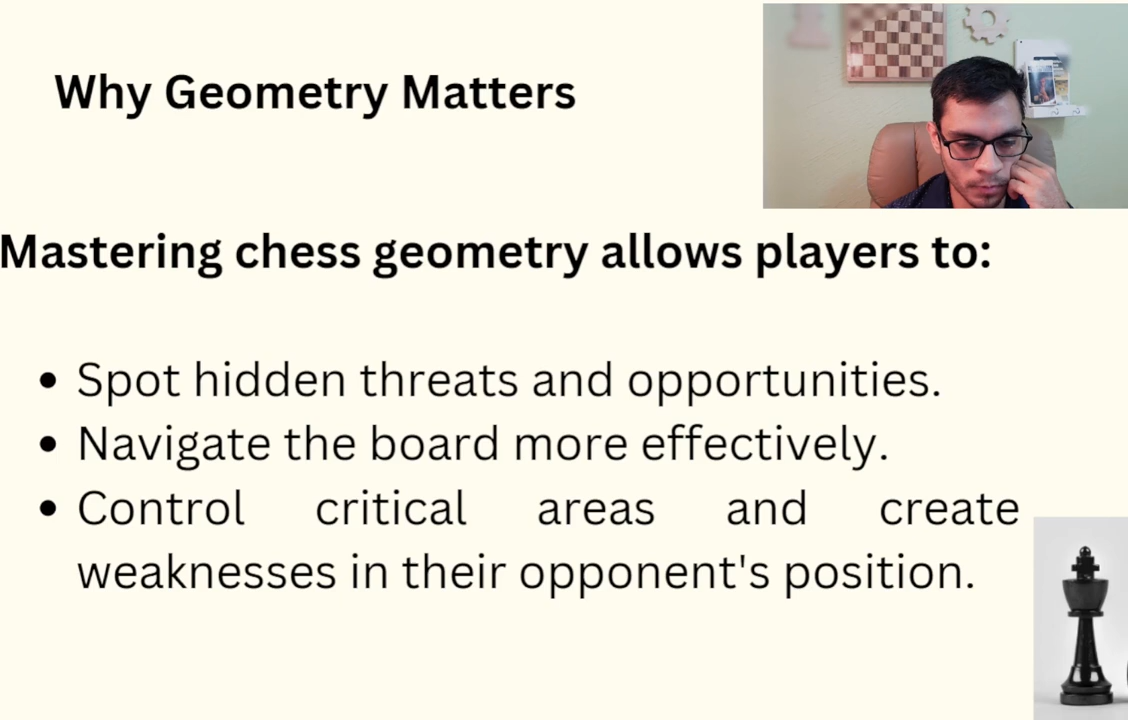 Why Geometry Matters
Mastering chess geometry allows players to:
• Spot hidden threats and opportunities.
• Navigate the board more effectively.
• Control critical areas and create
weaknesses in their opponent's position.